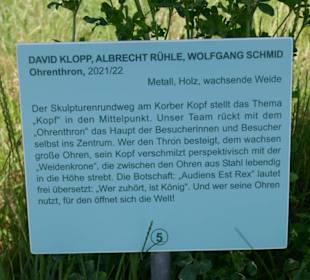 DAVID KLOPP, ALBRECHT RÜHLE, WOLFGANG SCHMID
Ohrenthron, 2021/22
Metall, Holz, wachsende Weide
Der Skulpturenrundweg am Korber Kopf stellt das Thema
„Kopf" in den Mittelpunkt. Unser Team rückt mit dem
„Ohrenthron" das Haupt der Besucherinnen und Besucher
selbst ins Zentrum. Wer den Thron besteigt, dem wachsen
große Ohren, sein Kopf verschmilzt perspektivisch mit der
„Weidenkrone", die zwischen den Ohren aus Stahl lebendig
in die Höhe strebt. Die Botschaft: „Audiens Est Rex" lautet
frei übersetzt: „Wer zuhört, ist König". Und wer seine Ohren
nutzt, für den öffnet sich die Welt!
5